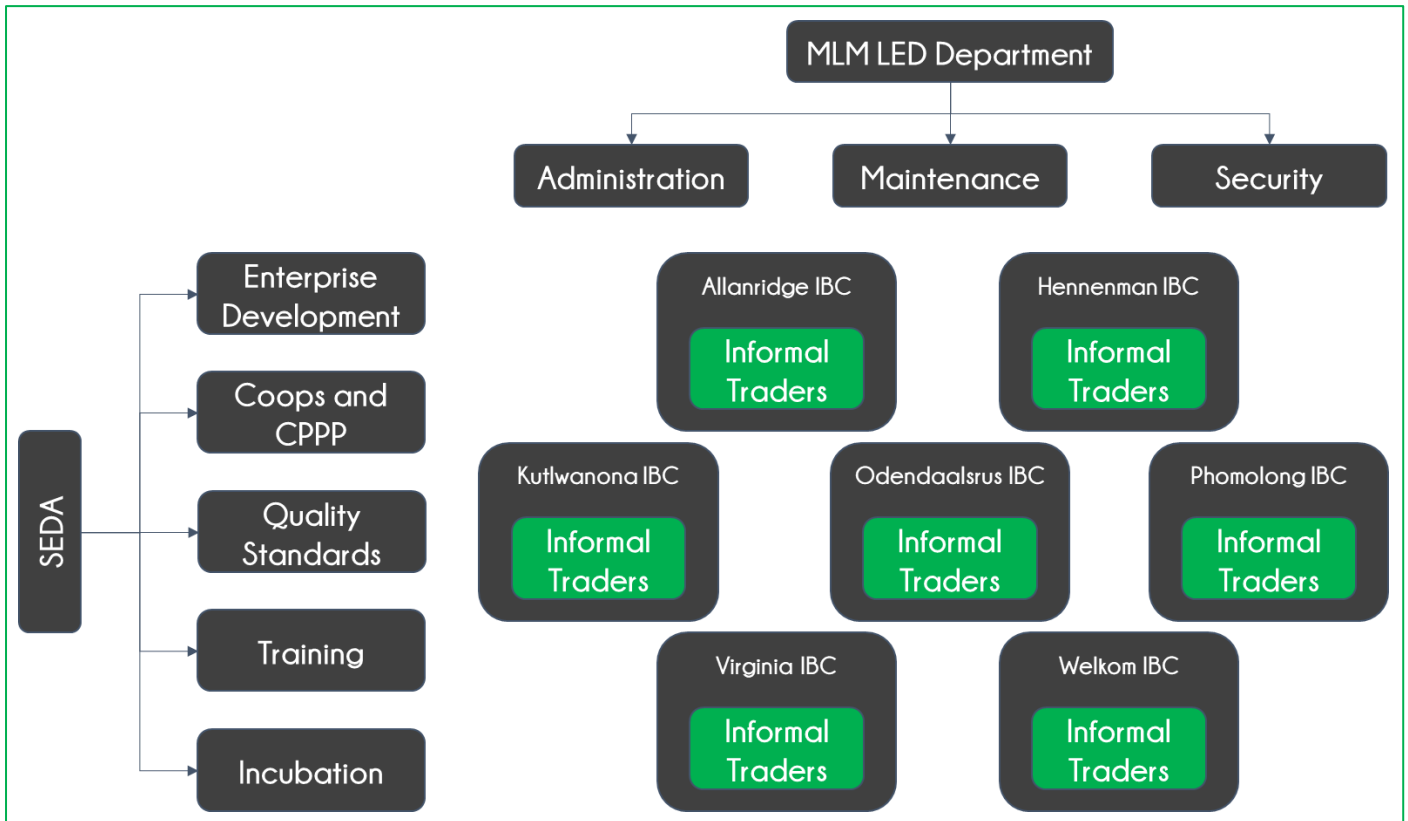 MLM LED Department
Administration
Maintenance
Security
SEDA
Enterprise
Development
Coops and
CPPP
Quality
Standards
Training
Incubation
Allanridge IBC
Informal
Traders
Hennenman IBC
Informal
Traders
Kutlwanona IBC
Informal
Traders
Odendaalsrus IBC
Informal
Traders
Phomolong IBC
Informal
Traders
Virginia IBC
Informal
Traders
Welkom IBC
Informal
Traders